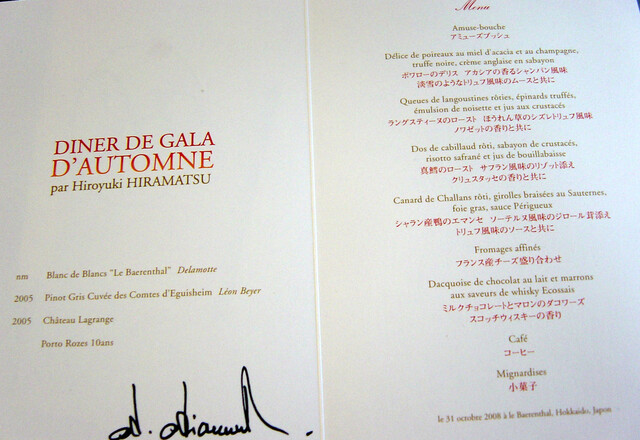 DINER DE GALA
D'AUTOMNE
par Hiroyuki HIRAMATSU
nm Blanc de Blancs "Le Baerenthal" Delamotte
2005 Pinot Gris Cuvée des Comtes d'Eguisheim Léon Beyer
2005 Château Lagrange
Porto Rozes 10ans
Menu
Amuse-bouche
アミューズブッシュ
Délice de poireaux au miel d'acacia et au champagne,
truffe noire, crème anglaise en sabayon
ポワローのデリス アカシアの香るシャンパン風味
淡雪のようなトリュフ風味のムースと共に
Queues de langoustines rôties, épinards truffés,
émulsion de noisette et jus aux crustacés
ラングスティーヌのロースト ほうれん草のシズレトリュフ風味
ノワゼットの香りと共に
Dos de cabillaud rôti, sabayon de crustacés,
risotto safrané et jus de bouillabaisse
真鱈のロースト サフラン風味のリゾット添え
クリュスタッセの香りと共に
Canard de Challans rôti, girolles braisées au Sauternes,
foie gras, sauce Périgueux
シャラン産鴨のエマンセ ソーテルヌ風味のジロール茸添え
トリュフ風味のソースと共に
Fromages affinés
フランス産チーズ盛り合わせ
Dacquoise de chocolat au lait et marrons
aux saveurs de whisky Ecossais
ミルクチョコレートとマロンのダコワーズ
スコッチウィスキーの香り
Café
コーヒー
Mignardises
小菓子
le 31 octobre 2008 à le Baerenthal, Hokkaido, Japon